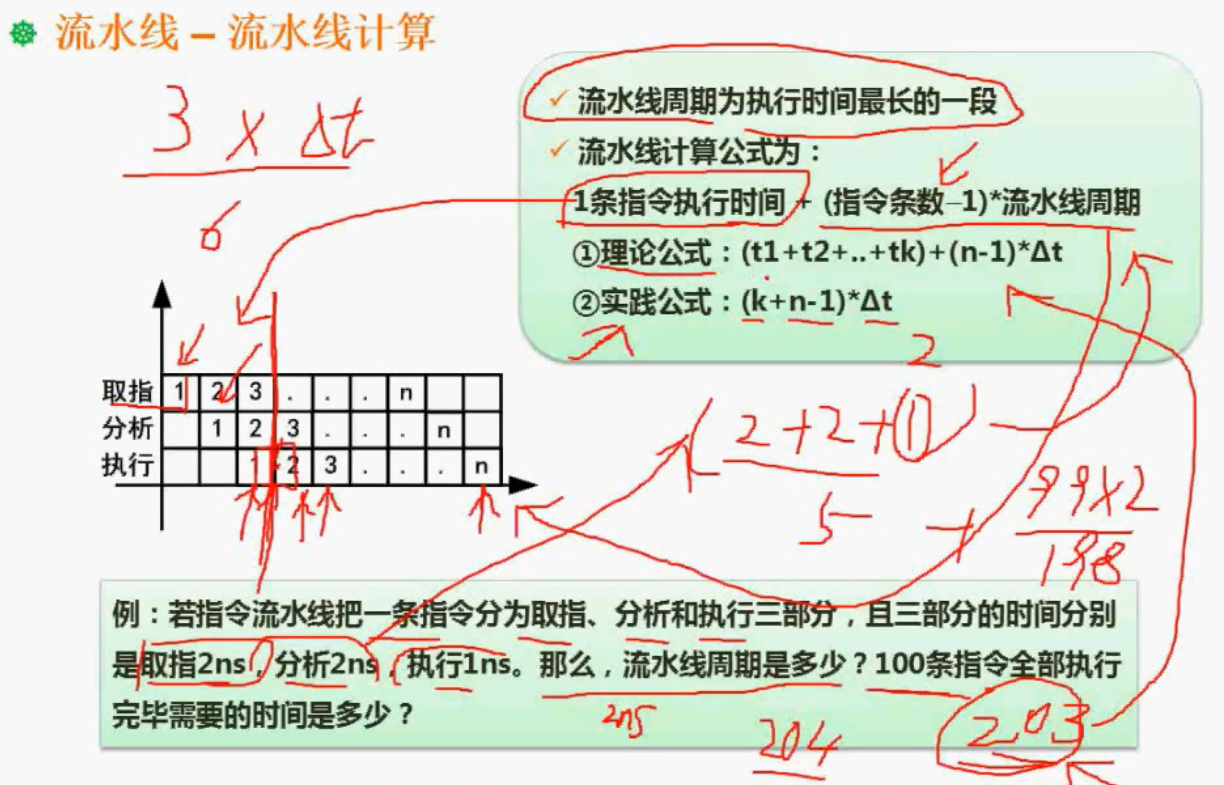 流水线 – 流水线计算
3 × Δt
6
✓ 流水线周期为执行时间最长的一段
✓ 流水线计算公式为：
1条指令执行时间 + (指令条数-1)*流水线周期
①理论公式：(t1+t2+..+tk)+(n-1)*Δt
②实践公式：(k+n-1)*Δt
取指 1 2 3 . . . n
分析 1 2 3 . . . n
执行 1 2 3 . . . n
2
(2+2+1)
5 + 99×2
198
例：若指令流水线把一条指令分为取指、分析和执行三部分，且三部分的时间分别
是取指2ns，分析2ns，执行1ns。那么，流水线周期是多少？100条指令全部执行
完毕需要的时间是多少？
2ns
204
203